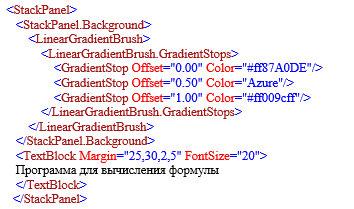 <StackPanel>
<StackPanel.Background>
<LinearGradientBrush>
<LinearGradientBrush.GradientStops>
<GradientStop Offset="0.00" Color="#ff87A0DE"/>
<GradientStop Offset="0.50" Color="Azure"/>
<GradientStop Offset="1.00" Color="#ff009cff"/>
</LinearGradientBrush.GradientStops>
</LinearGradientBrush>
</StackPanel.Background>
<TextBlock Margin="25,30,2,5" FontSize="20">
Программа для вычисления формулы
</TextBlock>
</StackPanel>